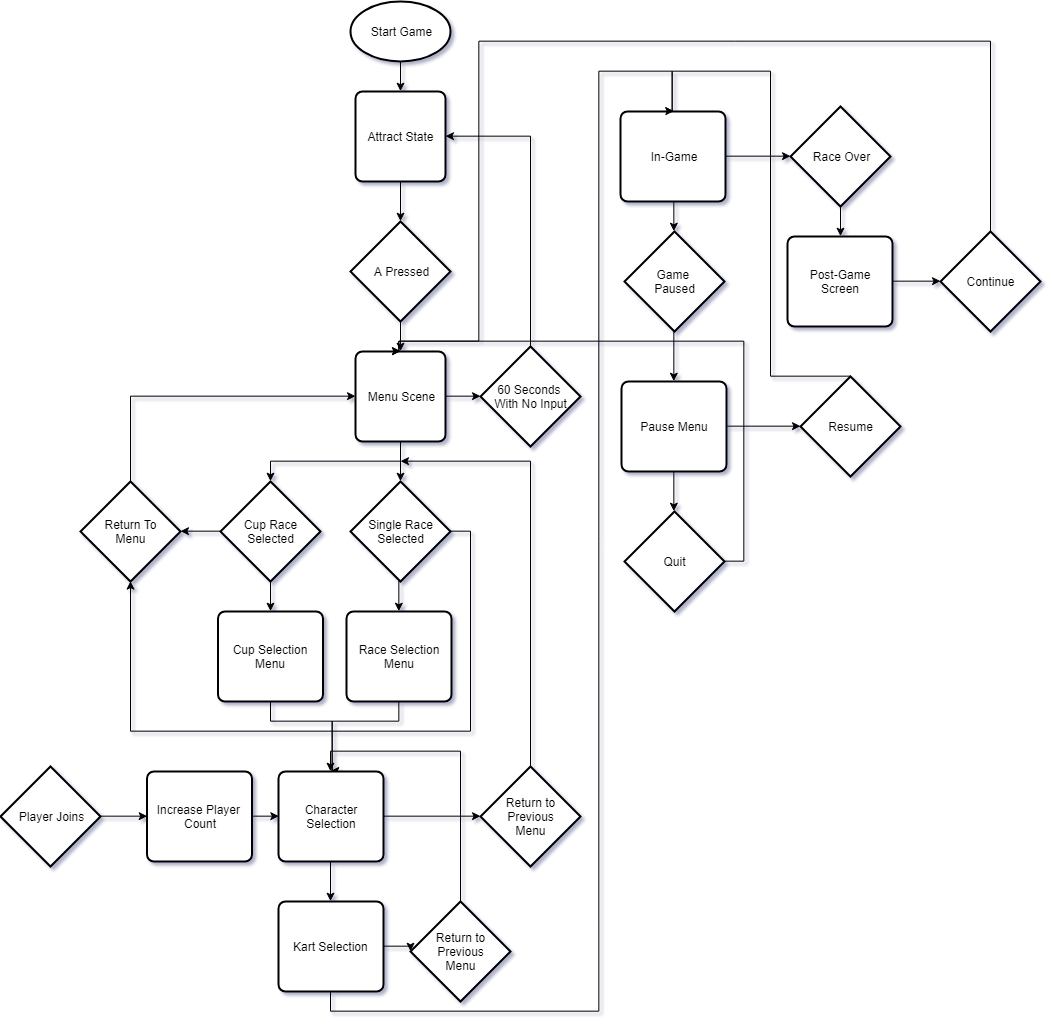 Start Game
Attract State
In-Game
Race Over
A Pressed
Game
Paused
Post-Game
Screen
Continue
Menu Scene
60 Seconds
With No Input
Pause Menu
Resume
Return To
Menu
Cup Race
Selected
Single Race
Selected
Quit
Cup Selection
Menu
Race Selection
Menu
Player Joins
Increase Player
Count
Character
Selection
Return to
Previous
Menu
Kart Selection
Return to
Previous
Menu